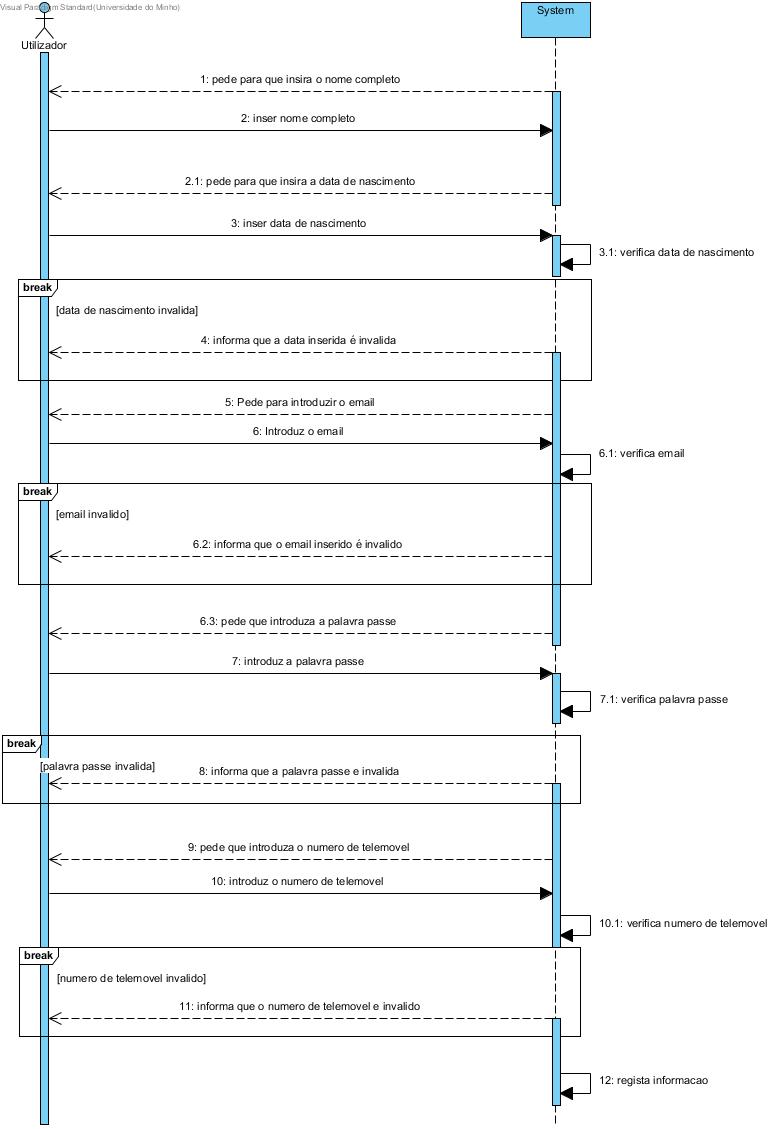 Visual Paradigm Standard(Universidade do Minho)
System
Utilizador
1: pede para que insira o nome completo
2: inser nome completo
2.1: pede para que insira a data de nascimento
3: inser data de nascimento
3.1: verifica data de nascimento
break
[data de nascimento invalida]
4: informa que a data inserida é invalida
5: Pede para introduzir o email
6: Introduz o email
6.1: verifica email
break
[email invalido]
6.2: informa que o email inserido é invalido
6.3: pede que introduza a palavra passe
7: introduz a palavra passe
7.1: verifica palavra passe
break
[palavra passe invalida]
8: informa que a palavra passe e invalida
9: pede que introduza o numero de telemovel
10: introduz o numero de telemovel
10.1: verifica numero de telemovel
break
[numero de telemovel invalido]
11: informa que o numero de telemovel e invalido
12: regista informacao